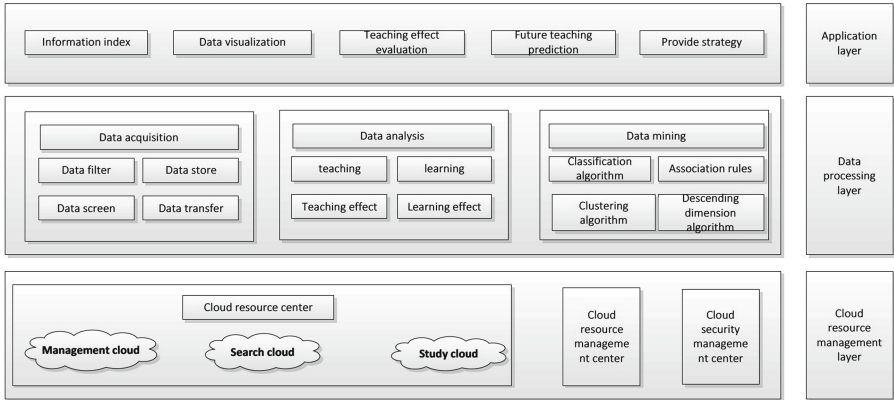 Information index
Data visualization
Teaching effect
evaluation
Future teaching
prediction
Provide strategy
Application
layer
Data acquisition
Data filter
Data store
Data screen
Data transfer
Data analysis
teaching
learning
Teaching effect
Learning effect
Data mining
Classification
algorithm
Association rules
Clustering
algorithm
Descending
dimension
algorithm
Data
processing
layer
Cloud resource center
Management cloud
Search cloud
Study cloud
Cloud
resource
manageme
nt center
Cloud
security
manageme
nt center
Cloud
resource
management
layer